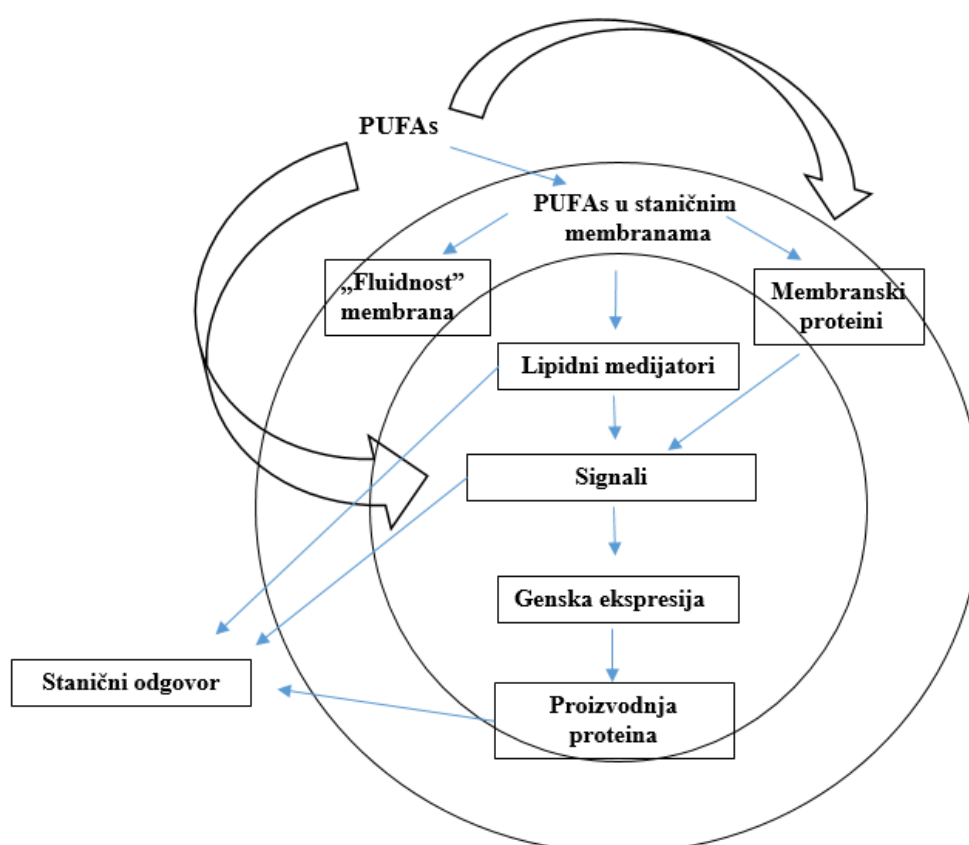 PUFAs
PUFAs u staničnim
membranama
„Fluidnost”
membrana
Membranski
proteini
Lipidni medijatori
Signali
Genska ekspresija
Stanični odgovor
Proizvodnja
proteina